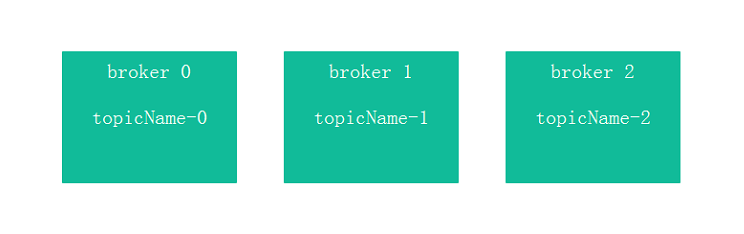 broker 0
topicName-0
broker 1
topicName-1
broker 2
topicName-2